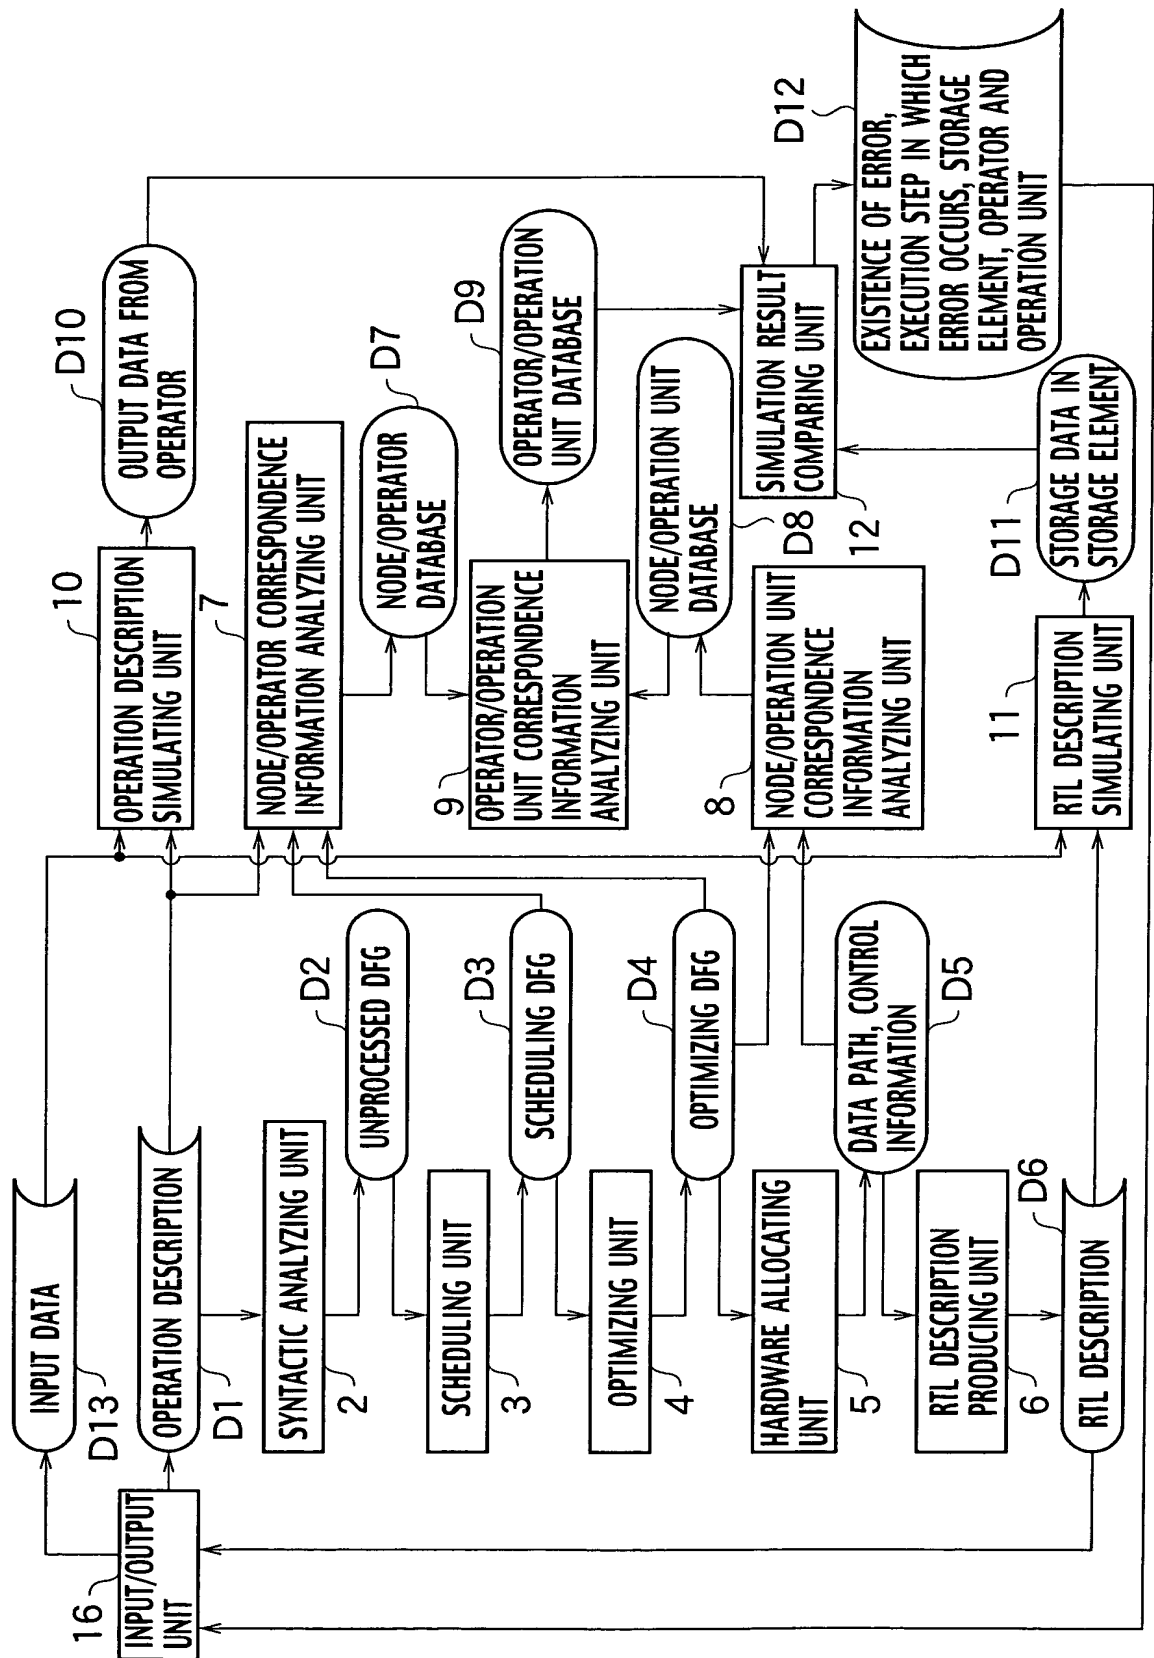 16
INPUT/OUTPUT
UNIT
INPUT DATA
D13
OPERATION DESCRIPTION
D1
SYNTACTIC ANALYZING UNIT
2
UNPROCESSED DFG
D2
SCHEDULING UNIT
3
SCHEDULING DFG
D3
OPTIMIZING UNIT
4
OPTIMIZING DFG
D4
HARDWARE ALLOCATING
UNIT
5
DATA PATH, CONTROL
INFORMATION
D5
RTL DESCRIPTION
PRODUCING UNIT
6
RTL DESCRIPTION
D6
10
OPERATION DESCRIPTION
SIMULATING UNIT
D10
OUTPUT DATA FROM
OPERATOR
7
NODE/OPERATOR CORRESPONDENCE
INFORMATION ANALYZING UNIT
D7
NODE/OPERATOR
DATABASE
9
OPERATOR/OPERATION
UNIT CORRESPONDENCE
INFORMATION
ANALYZING UNIT
D9
OPERATOR/OPERATION
UNIT DATABASE
NODE/OPERATION UNIT
DATABASE
D8
8
NODE/OPERATION UNIT
CORRESPONDENCE
INFORMATION
ANALYZING UNIT
SIMULATION RESULT
COMPARING UNIT
12
11
RTL DESCRIPTION
SIMULATING UNIT
D11
STORAGE DATA IN
STORAGE ELEMENT
D12
EXISTENCE OF ERROR,
EXECUTION STEP IN WHICH
ERROR OCCURS, STORAGE
ELEMENT, OPERATOR AND
OPERATION UNIT